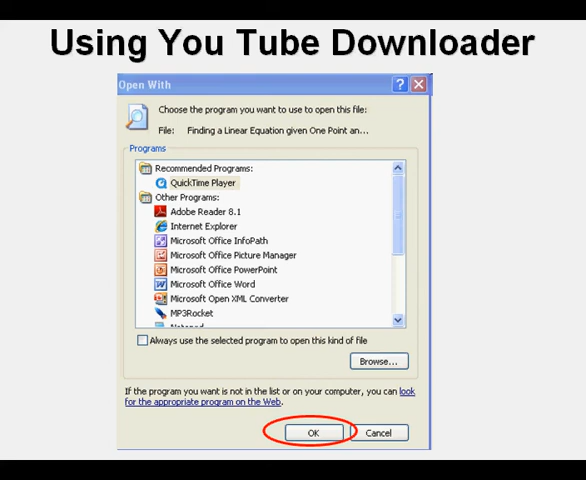 Using You Tube Downloader
Open With
Choose the program you want to use to open this file:
File: Finding a Linear Equation given One Point an...
Programs
Recommended Programs:
QuickTime Player
Other Programs:
Adobe Reader 8.1
Internet Explorer
Microsoft Office InfoPath
Microsoft Office Picture Manager
Microsoft Office PowerPoint
Microsoft Office Word
Microsoft Open XML Converter
MP3Rocket
Notepad
Always use the selected program to open this kind of file
Browse...
If the program you want is not in the list or on your computer, you can look
for the appropriate program on the Web.
OK Cancel